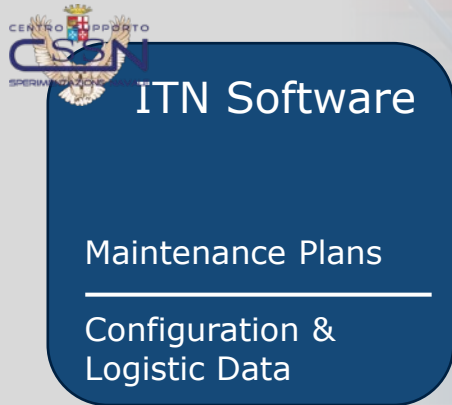 CENTRO
CSSN
ITN Software
Maintenance Plans
Configuration &
Logistic Data